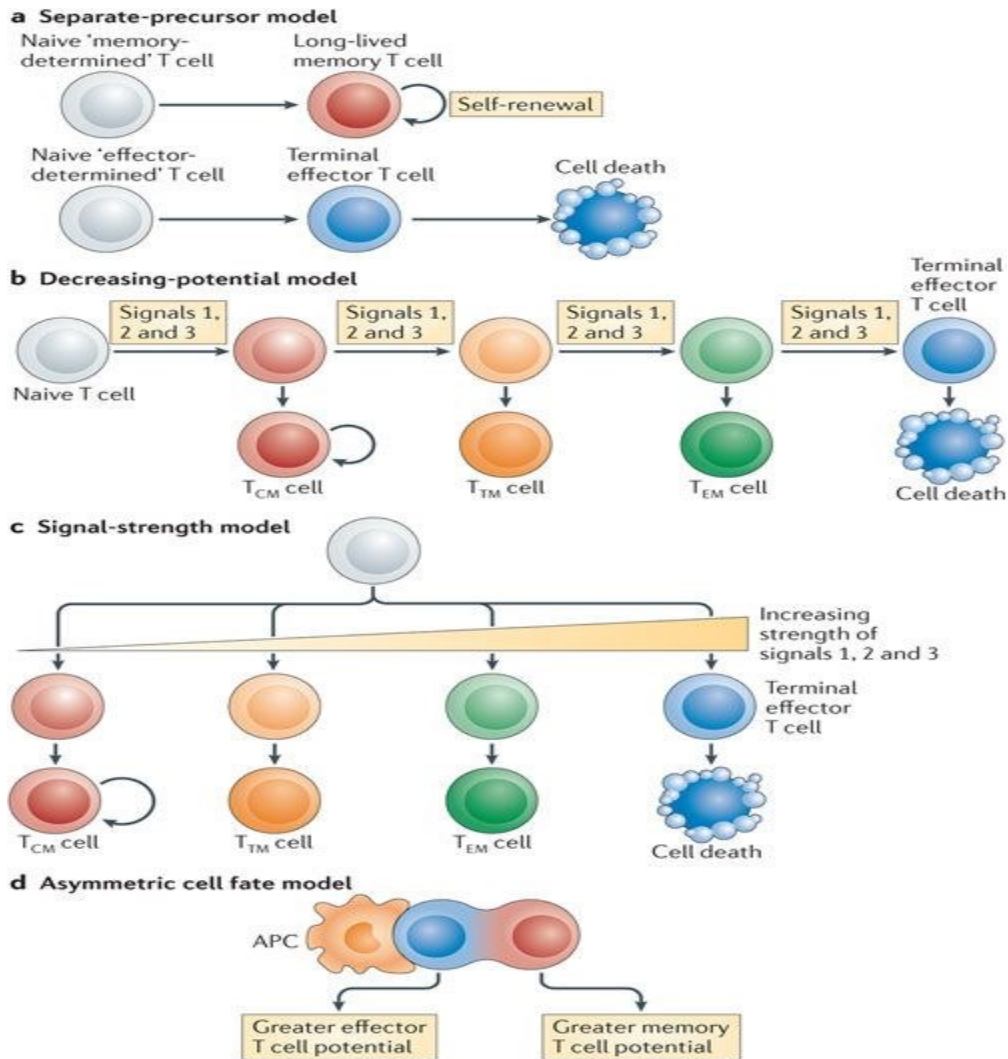 a Separate-precursor model
Naive ‘memory-
determined’ T cell
Long-lived
memory T cell
Self-renewal
Naive ‘effector-
determined’ T cell
Terminal
effector T cell
Cell death
b Decreasing-potential model
Terminal
effector
T cell
Signals 1,
2 and 3
Signals 1,
2 and 3
Signals 1,
2 and 3
Signals 1,
2 and 3
Naive T cell
TCM cell
TTM cell
TEM cell
Cell death
c Signal-strength model
Increasing
strength of
signals 1, 2 and 3
Terminal
effector
T cell
TCM cell
TTM cell
TEM cell
Cell death
d Asymmetric cell fate model
APC
Greater effector
T cell potential
Greater memory
T cell potential